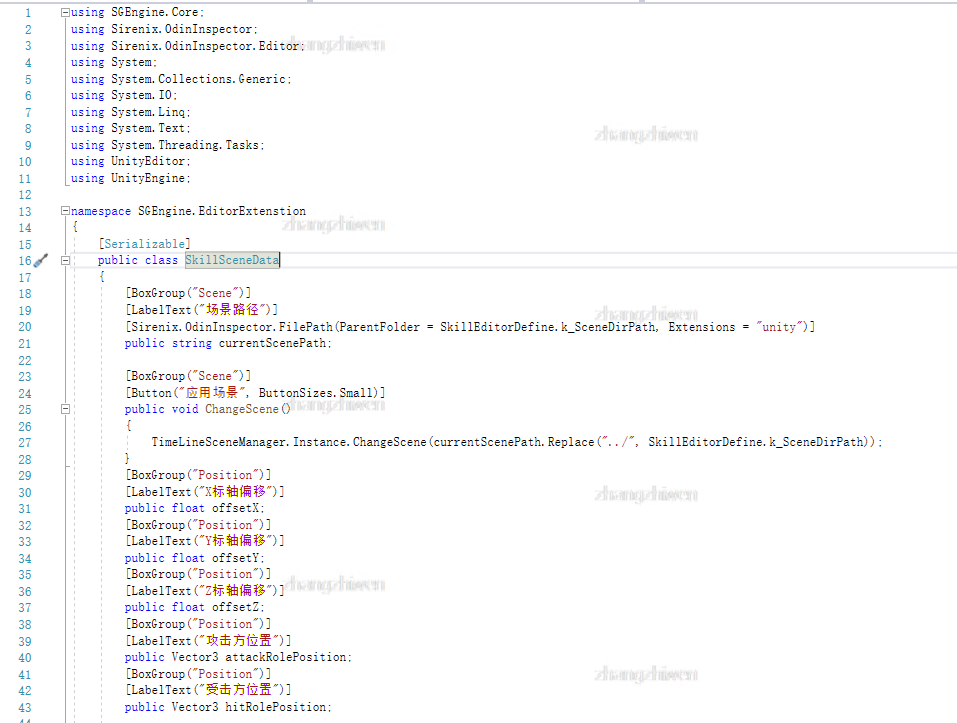 1 using SGEngine.Core;
2 using Sirenix.OdinInspector;
3 using Sirenix.OdinInspector.Editor;
4 using System;
5 using System.Collections.Generic;
6 using System.IO;
7 using System.Linq;
8 using System.Text;
9 using System.Threading.Tasks;
10 using UnityEditor;
11 using UnityEngine;
12
13 namespace SGEngine.EditorExtenstion
14 {
15 [Serializable]
16 public class SkillSceneData
17 {
18 [BoxGroup("Scene")]
19 [LabelText("场景路径")]
20 [Sirenix.OdinInspector.FilePath(ParentFolder = SkillEditorDefine.k_SceneDirPath, Extensions = "unity")]
21 public string currentScenePath;
22
23 [BoxGroup("Scene")]
24 [Button("应用场景", ButtonSizes.Small)]
25 public void ChangeScene()
26 {
27 TimeLineSceneManager.Instance.ChangeScene(currentScenePath.Replace("../", SkillEditorDefine.k_SceneDirPath));
28 }
29 [BoxGroup("Position")]
30 [LabelText("X标轴偏移")]
31 public float offsetX;
32 [BoxGroup("Position")]
33 [LabelText("Y标轴偏移")]
34 public float offsetY;
35 [BoxGroup("Position")]
36 [LabelText("Z标轴偏移")]
37 public float offsetZ;
38 [BoxGroup("Position")]
39 [LabelText("攻击方位置")]
40 public Vector3 attackRolePosition;
41 [BoxGroup("Position")]
42 [LabelText("受击方位置")]
43 public Vector3 hitRolePosition;
zhangzhiwen
zhangzhiwen
zhangzhiwen
zhangzhiwen
zhangzhiwen
zhangzhiwen
zhangzhiwen
zhangzhiwen